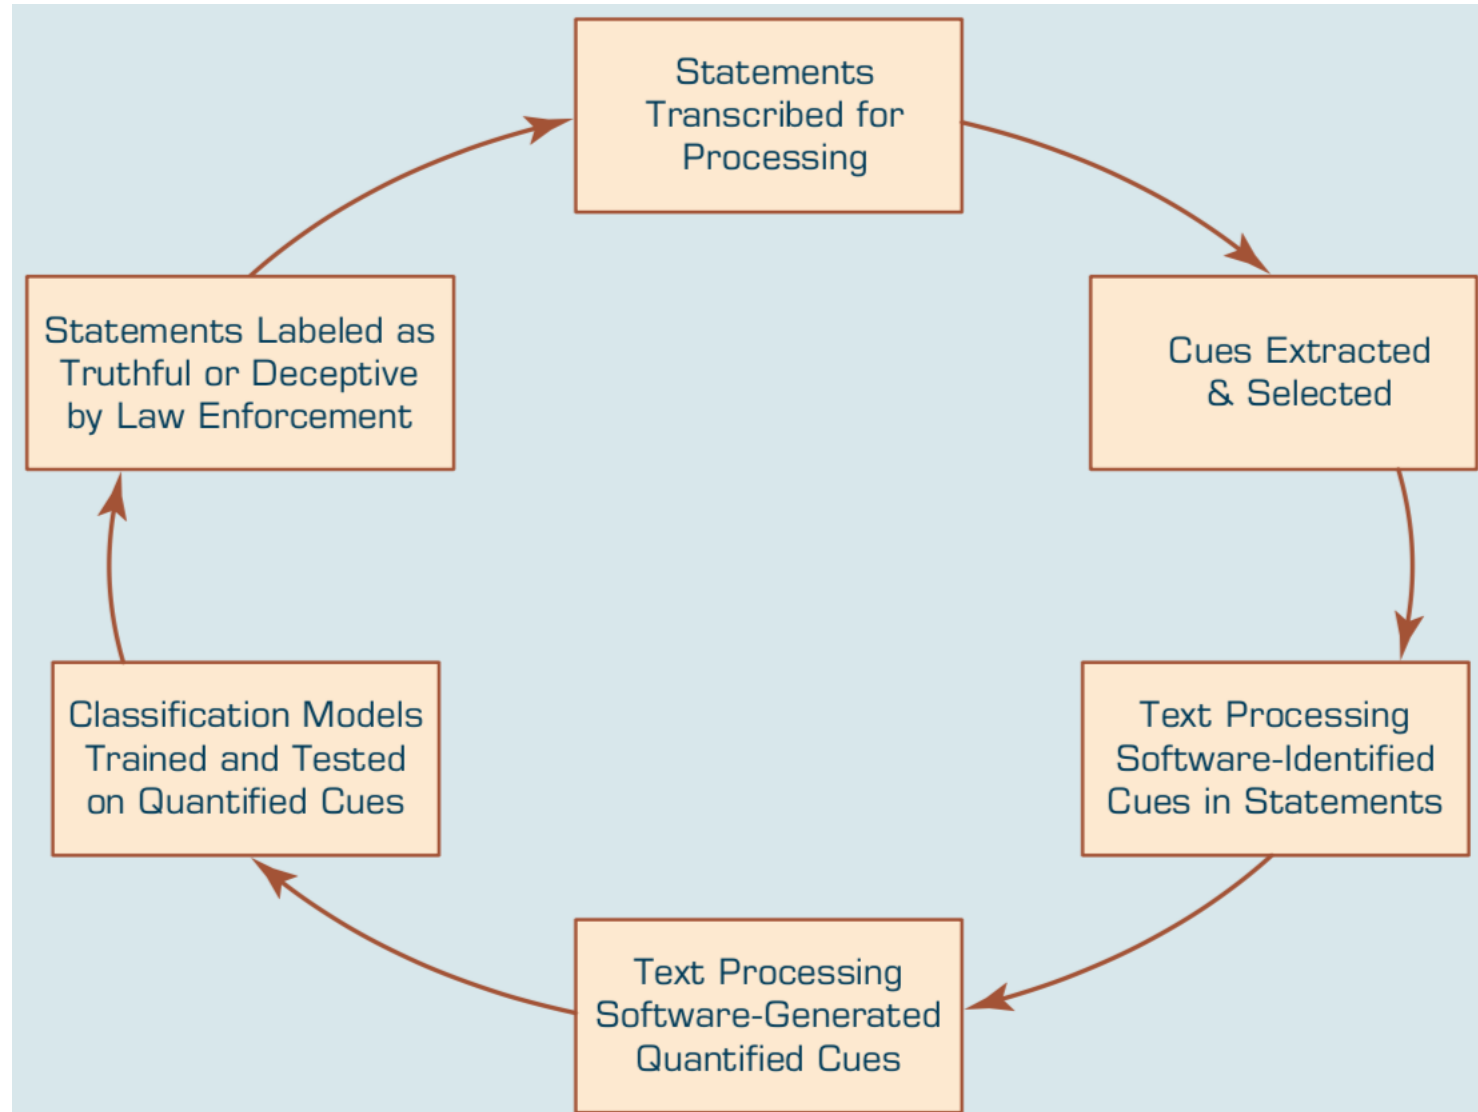 Statements
Transcribed for
Processing
Cues Extracted
& Selected
Text Processing
Software-Identified
Cues in Statements
Text Processing
Software-Generated
Quantified Cues
Classification Models
Trained and Tested
on Quantified Cues
Statements Labeled as
Truthful or Deceptive
by Law Enforcement